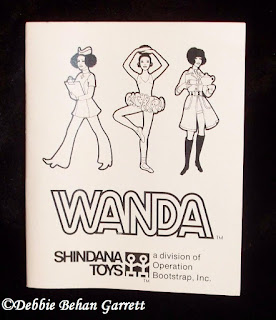 WANDA TM
SHINDANA a division of
TOYS TM Operation
Bootstrap, Inc.
©Debbie Behan Garrett